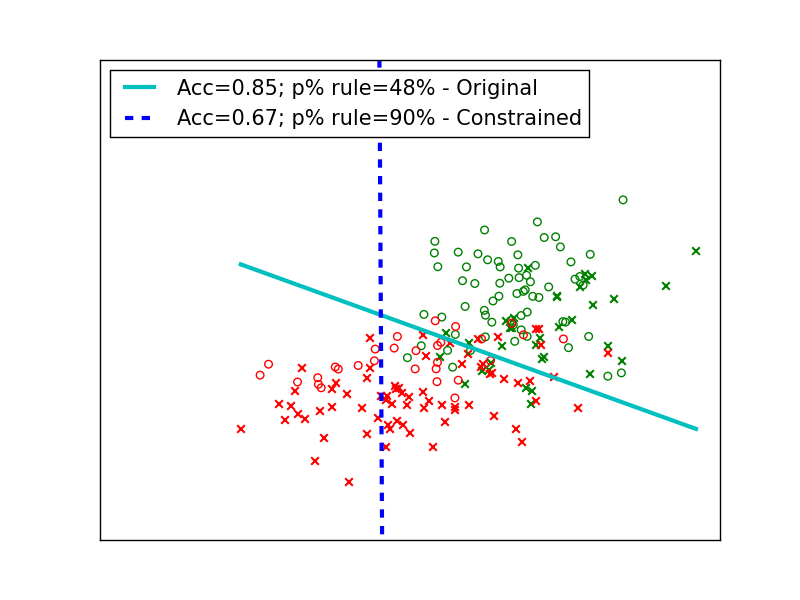 Acc=0.85; p% rule=48% - Original
Acc=0.67; p% rule=90% - Constrained